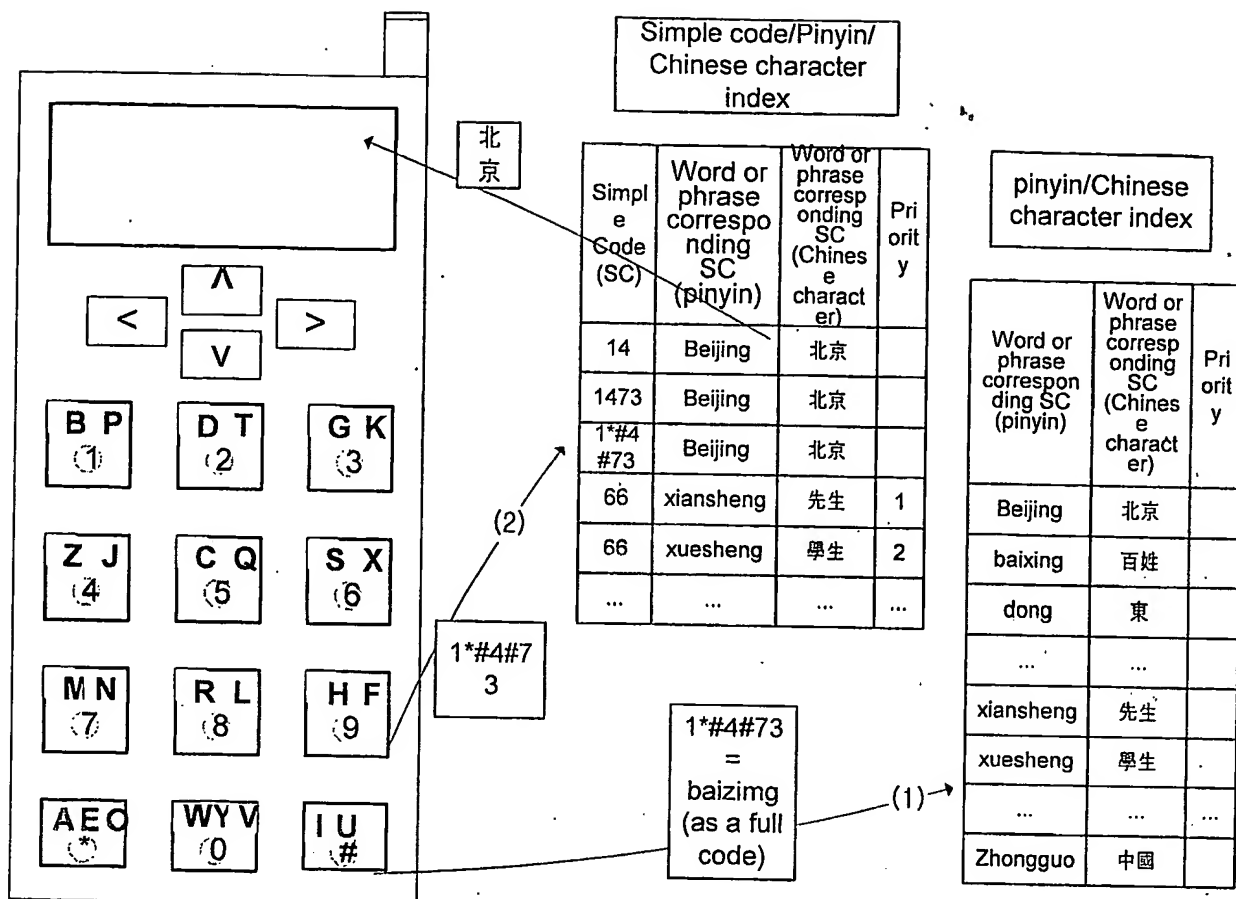 Simple code/Pinyin/
Chinese character
index
北
京
Simpl
e
Code
(SC)
Word or
phrase
correspo
nding
SC
(pinyin)
Word or
phrase
corresp
onding
SC
(Chines
e
charact
er)
Pri
orit
y
14
Beijing
北京
1473
Beijing
北京
1*#4
#73
Beijing
北京
66
xiansheng
先生
1
66
xuesheng
學生
2
...
...
...
...
pinyin/Chinese
character index
Word or
phrase
correspon
ding SC
(pinyin)
Word or
phrase
corresp
onding
SC
(Chines
e
charact
er)
Pri
orit
y
Beijing
北京
baixing
百姓
dong
東
...
...
xiansheng
先生
xuesheng
學生
...
...
...
Zhongguo
中國
Λ
<
>
V
B P
1
D T
2
G K
3
Z J
4
C Q
5
S X
6
M N
7
R L
8
H F
9
A E O
*
W Y V
0
I U
#
(2)
1*#4#7
3
1*#4#73
=
baizimg
(as a full
code)
(1)